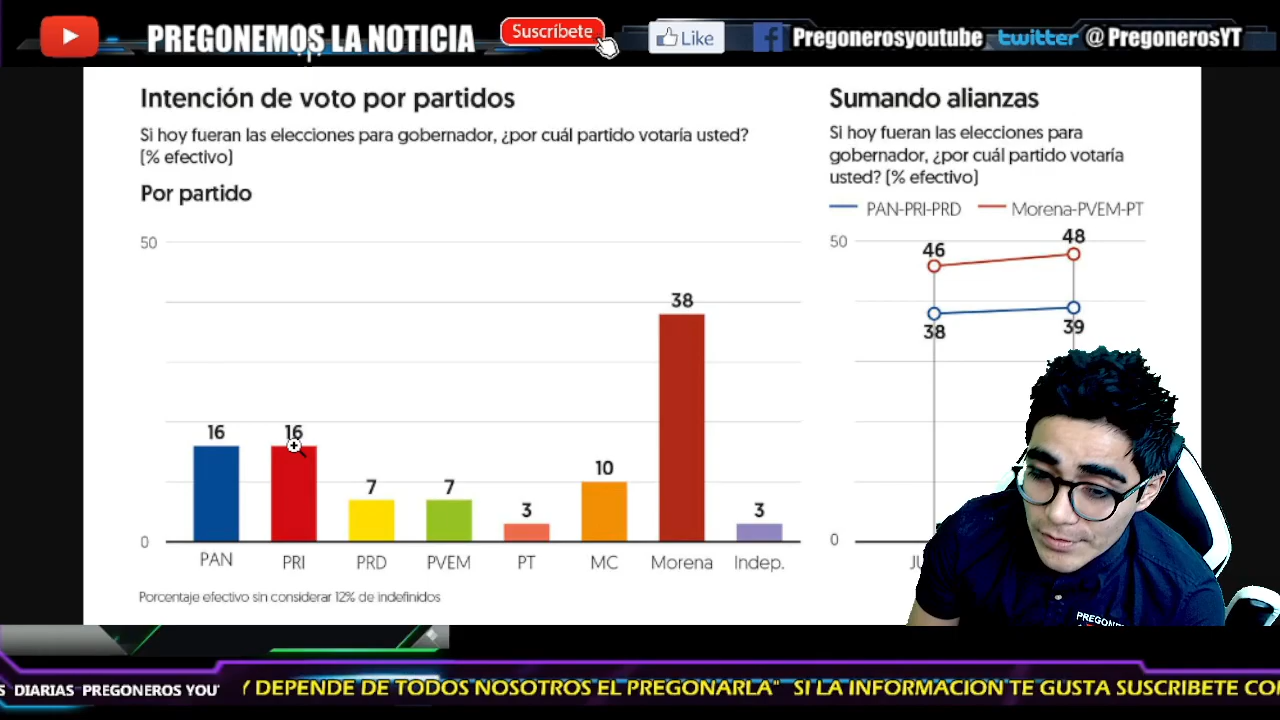 PREGONEMOS LA NOTICIA
Suscríbete
Like
Pregonerosyoutube
twitter @PregonerosYT
Intención de voto por partidos
Si hoy fueran las elecciones para gobernador, ¿por cuál partido votaría usted?
(% efectivo)
Por partido
50
0
16
16
7
7
3
10
38
3
PAN
PRI
PRD
PVEM
PT
MC
Morena
Indep.
Porcentaje efectivo sin considerar 12% de indefinidos
Sumando alianzas
Si hoy fueran las elecciones para
gobernador, ¿por cuál partido votaría
usted? (% efectivo)
PAN-PRI-PRD
Morena-PVEM-PT
50
46
48
38
39
0
DIARIAS PREGONEROS YOU'
Y DEPENDE DE TODOS NOSOTROS EL PREGONARLA" SI LA INFORMACION TE GUSTA SUSCRIBETE